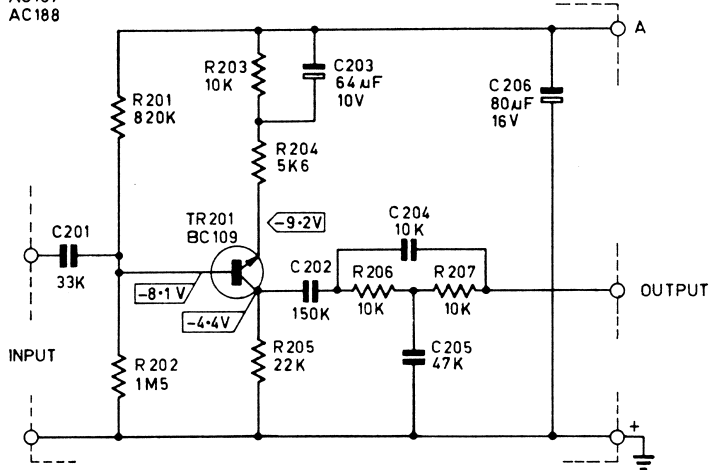 AC188
A
R203
10K
C203
64µF
10V
C206
80µF
16V
R201
820K
R204
5K6
C201
33K
TR201
BC109
-9·2V
C204
10K
C202
150K
R206
10K
R207
10K
OUTPUT
-8·1V
-4·4V
INPUT
R202
1M5
R205
22K
C205
47K
+